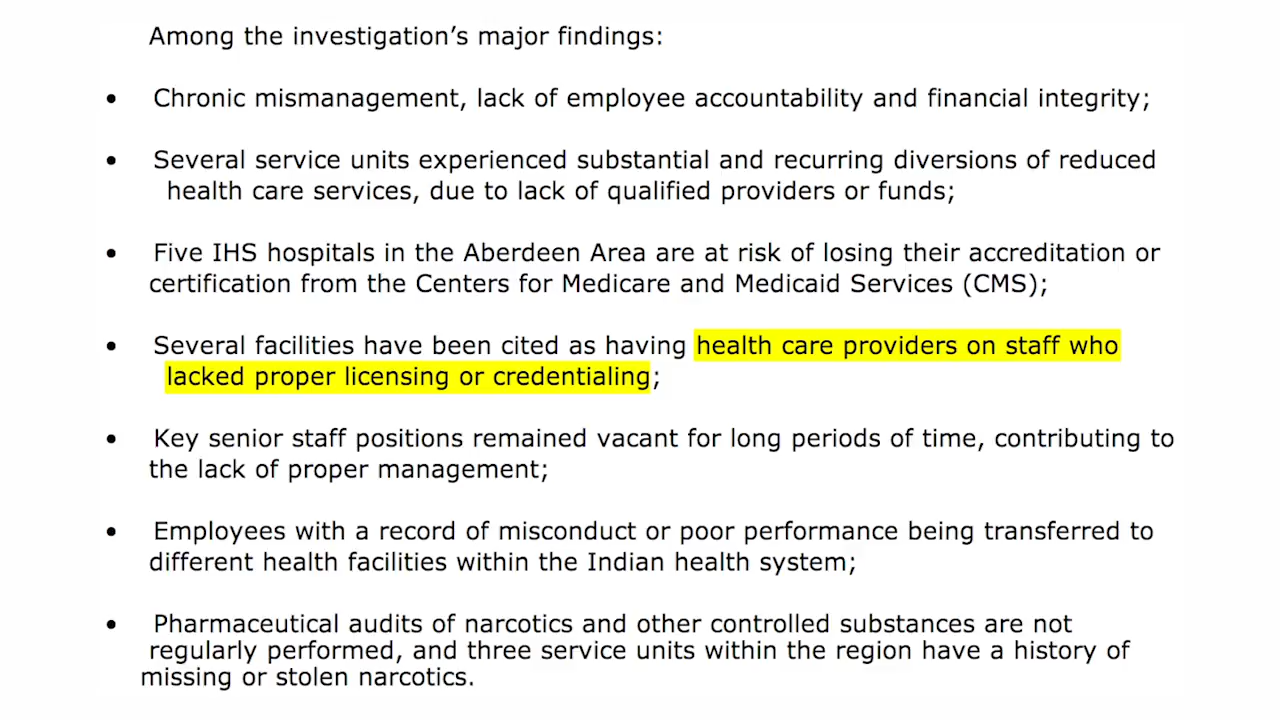 Among the investigation’s major findings:
• Chronic mismanagement, lack of employee accountability and financial integrity;
• Several service units experienced substantial and recurring diversions of reduced
health care services, due to lack of qualified providers or funds;
• Five IHS hospitals in the Aberdeen Area are at risk of losing their accreditation or
certification from the Centers for Medicare and Medicaid Services (CMS);
• Several facilities have been cited as having health care providers on staff who
lacked proper licensing or credentialing;
• Key senior staff positions remained vacant for long periods of time, contributing to
the lack of proper management;
• Employees with a record of misconduct or poor performance being transferred to
different health facilities within the Indian health system;
• Pharmaceutical audits of narcotics and other controlled substances are not
regularly performed, and three service units within the region have a history of
missing or stolen narcotics.